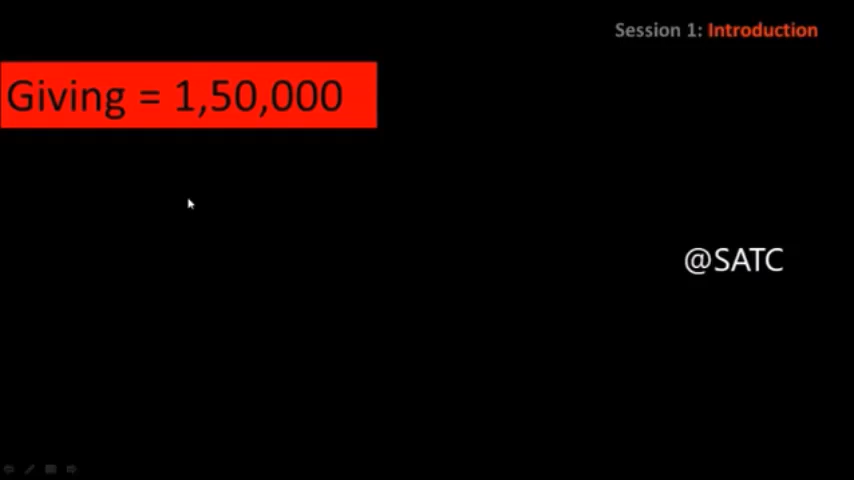 Session 1: Introduction
Giving = 1,50,000
@SATC